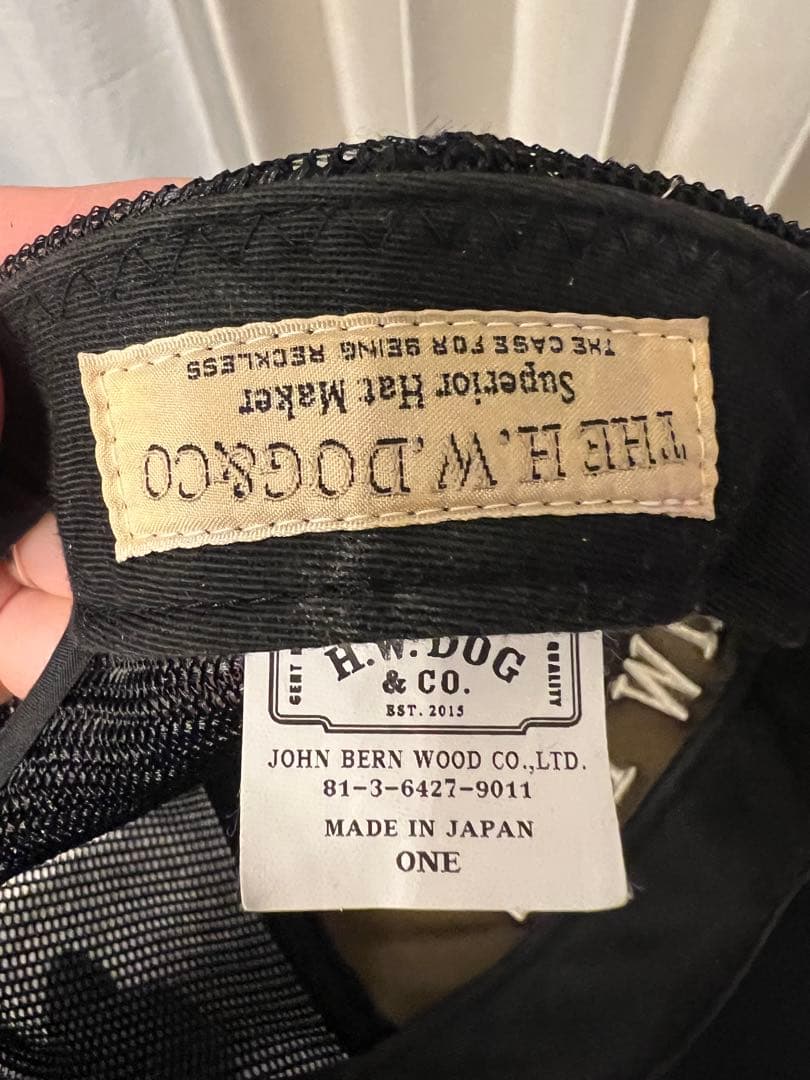 THE H.W.DOG&CO
Superior Hat Maker
THE CASE FOR BEING RECKLESS
H.W.DOG
& CO.
EST. 2015
QUALITY
JOHN BERN WOOD CO.,LTD.
81-3-6427-9011
MADE IN JAPAN
ONE